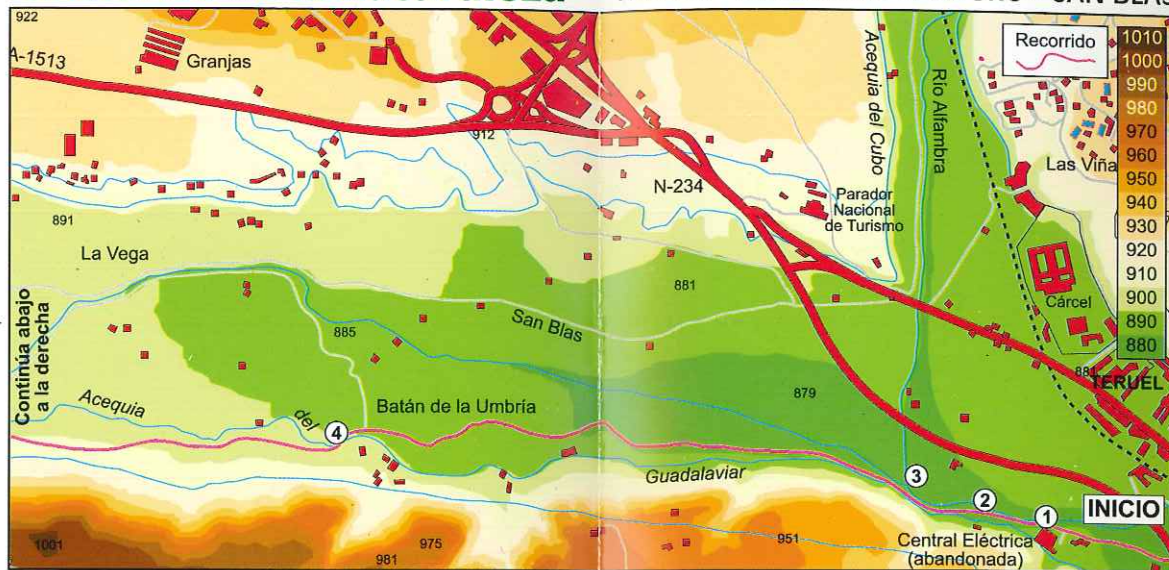 SAN BLAS
922
A-1513
Granjas
912
N-234
Acequia del Cubo
Río Alfambra
Recorrido
1010
1000
990
980
970
960
950
940
930
920
910
900
890
880
Las Viña
Parador
Nacional
de Turismo
Cárcel
891
La Vega
881
San Blas
885
879
881
TERUEL
Continúa abajo
a la derecha
Acequia
del
Batán de la Umbría
Guadalaviar
4
3
2
1
INICIO
Central Eléctrica
(abandonada)
1001
981
975
951